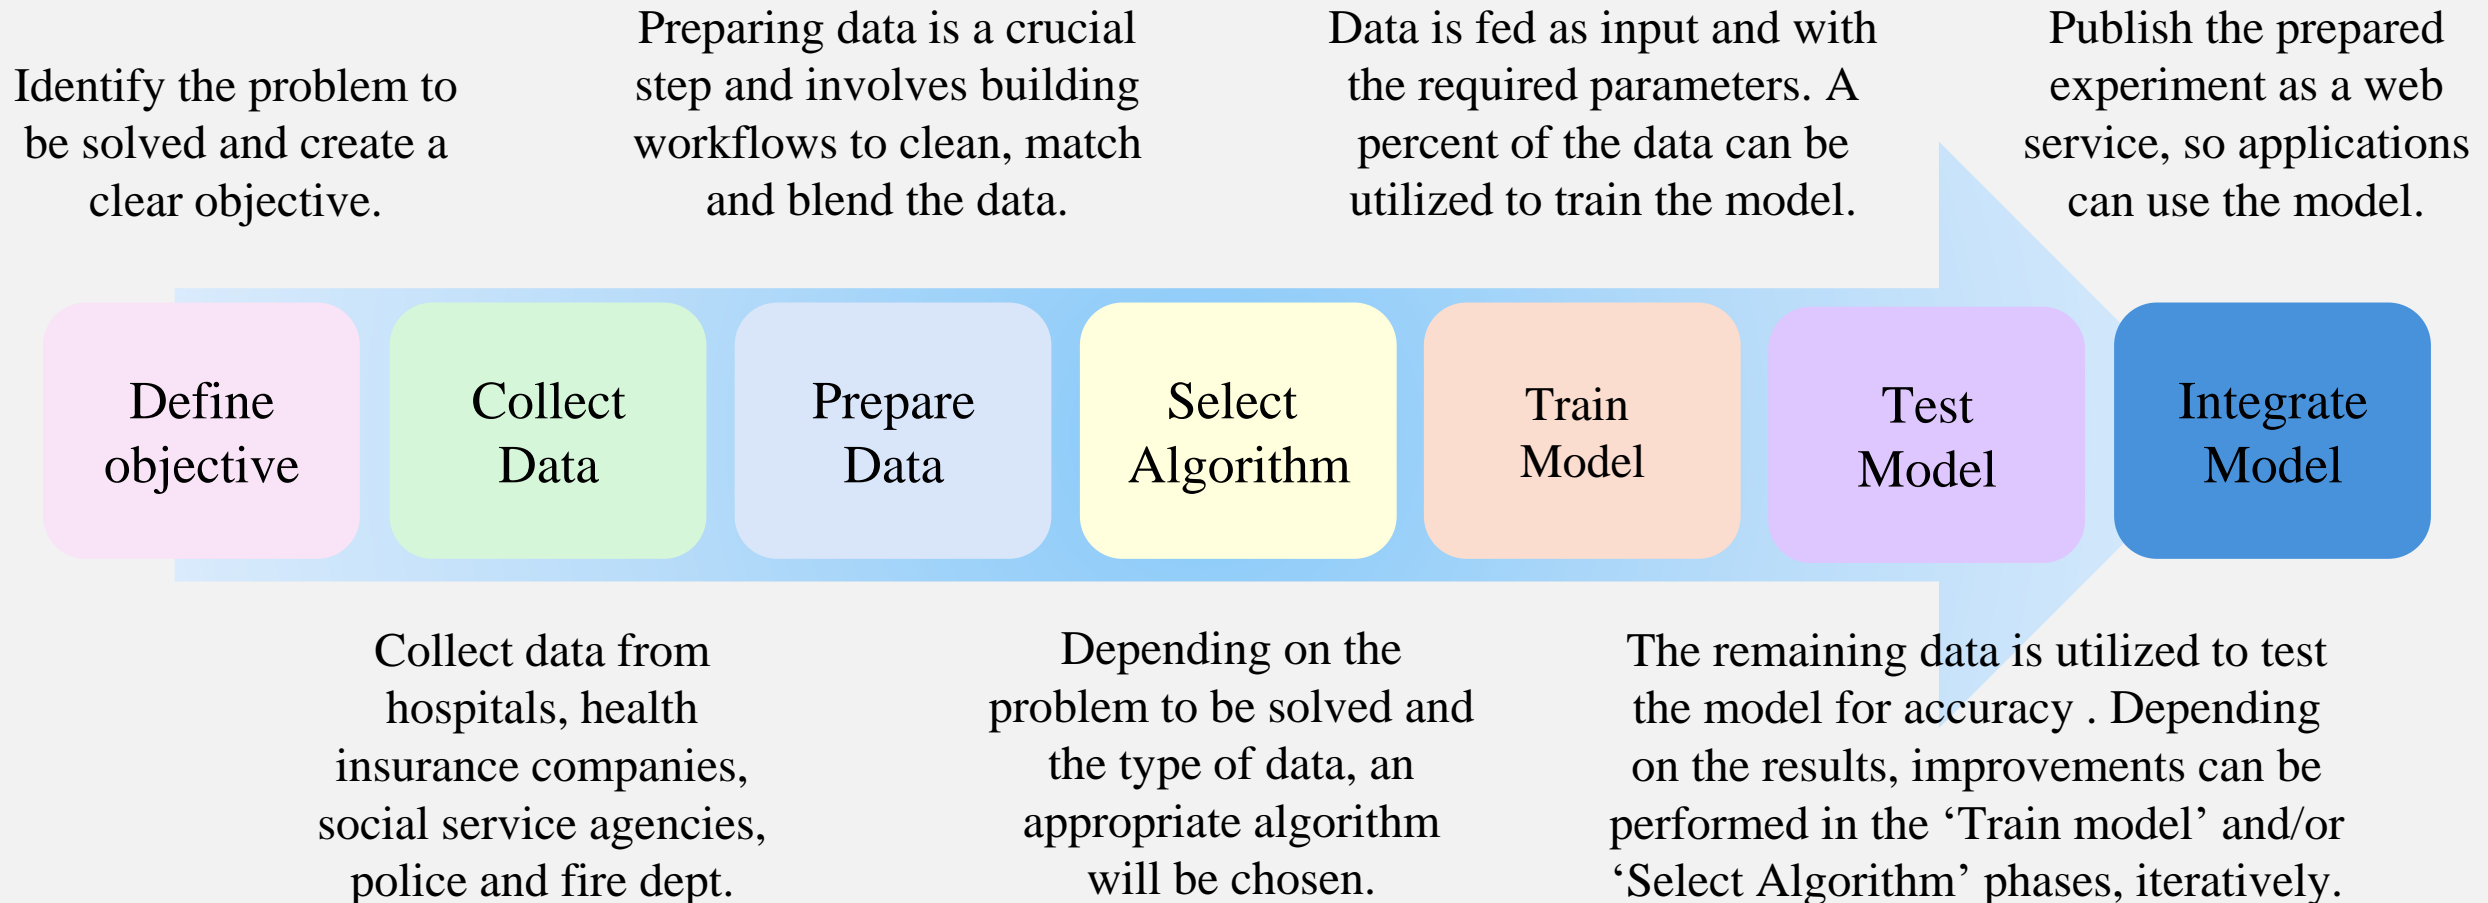 Identify the problem to
be solved and create a
clear objective.
Preparing data is a crucial
step and involves building
workflows to clean, match
and blend the data.
Data is fed as input and with
the required parameters. A
percent of the data can be
utilized to train the model.
Publish the prepared
experiment as a web
service, so applications
can use the model.
Define
objective
Collect
Data
Prepare
Data
Select
Algorithm
Train
Model
Test
Model
Integrate
Model
Collect data from
hospitals, health
insurance companies,
social service agencies,
police and fire dept.
Depending on the
problem to be solved and
the type of data, an
appropriate algorithm
will be chosen.
The remaining data is utilized to test
the model for accuracy . Depending
on the results, improvements can be
performed in the ‘Train model’ and/or
‘Select Algorithm’ phases, iteratively.